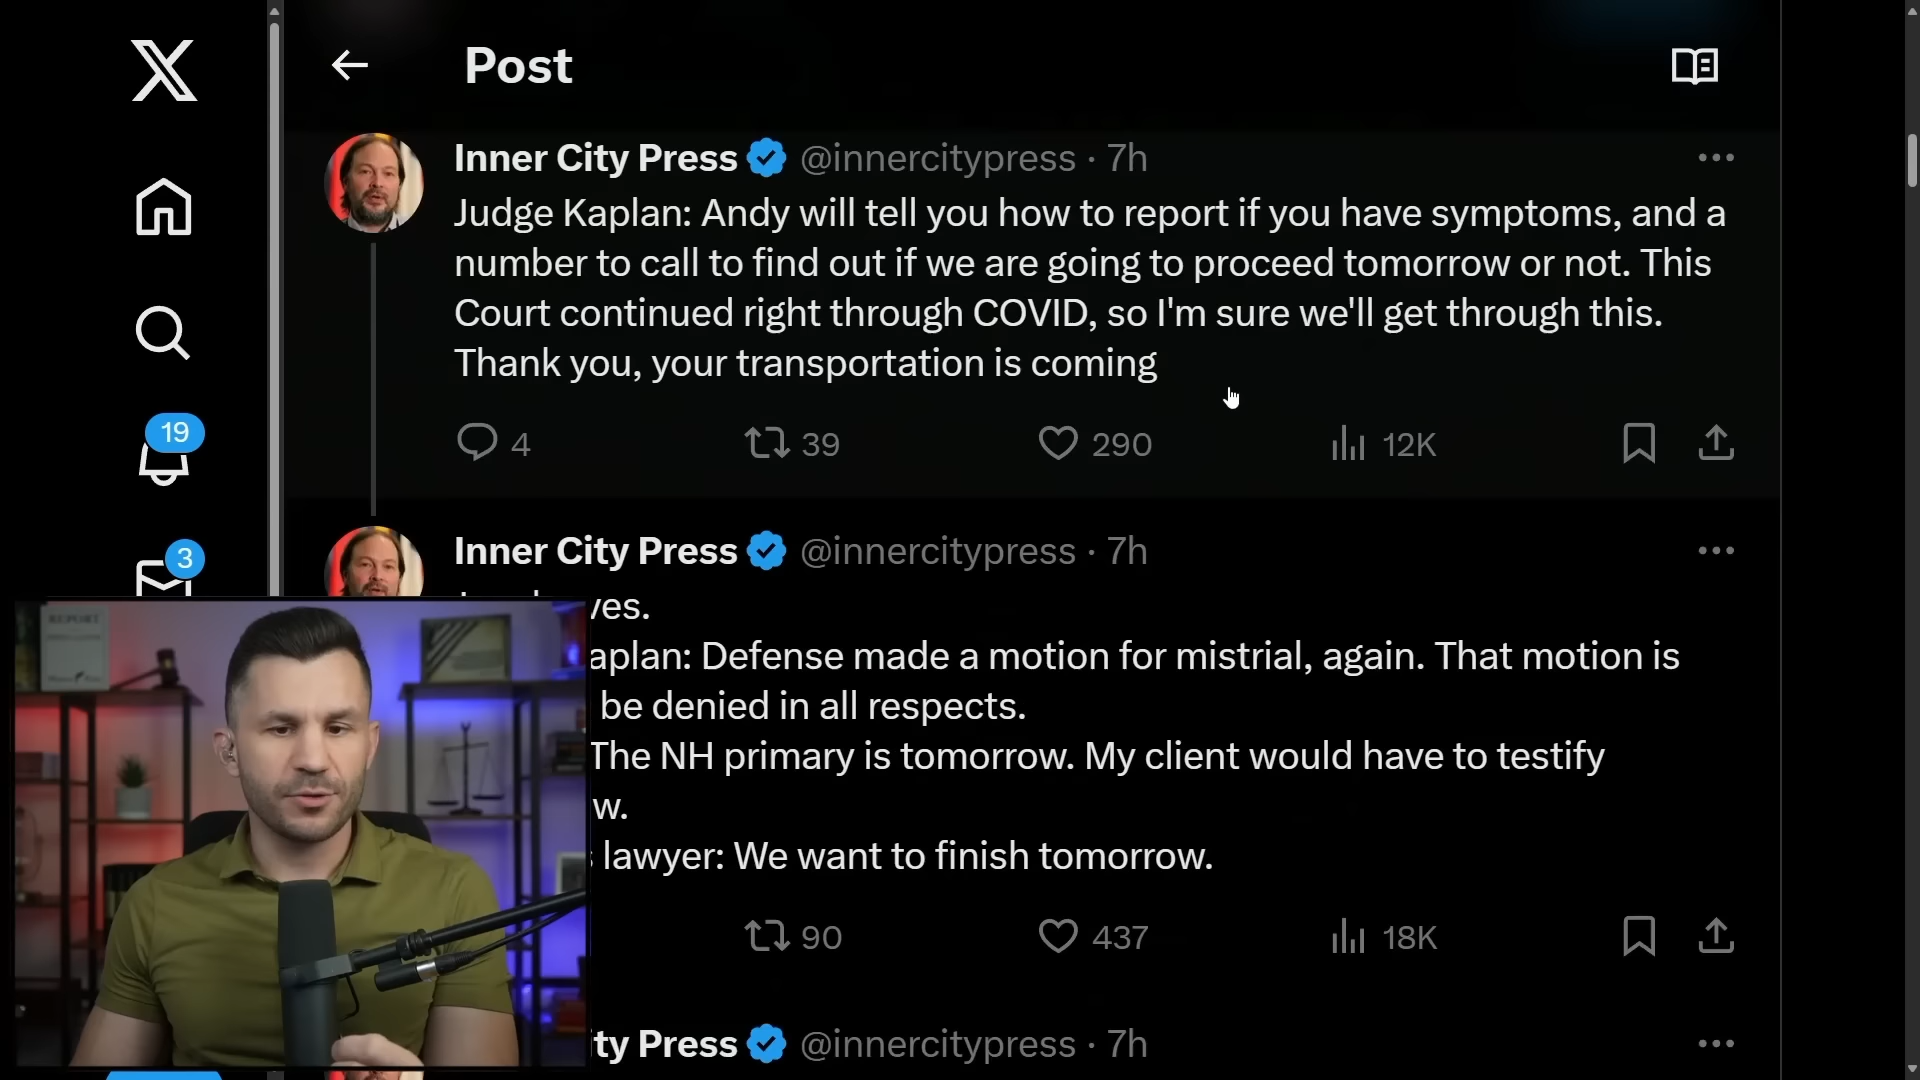 Post
Inner City Press @innercitypress · 7h
Judge Kaplan: Andy will tell you how to report if you have symptoms, and a
number to call to find out if we are going to proceed tomorrow or not. This
Court continued right through COVID, so I'm sure we'll get through this.
Thank you, your transportation is coming
4 39 290 12K
19
Inner City Press @innercitypress · 7h
3
ves.
aplan: Defense made a motion for mistrial, again. That motion is
be denied in all respects.
The NH primary is tomorrow. My client would have to testify
w.
lawyer: We want to finish tomorrow.
90 437 18K
ty Press @innercitypress · 7h
REPORT